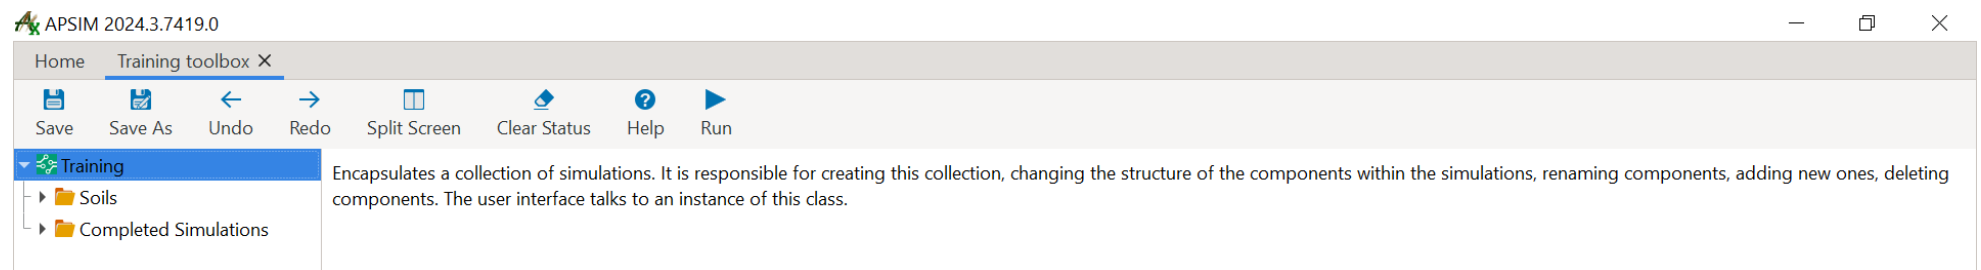 APSIM 2024.3.7419.0
Home Training toolbox
Save Save As Undo Redo Split Screen Clear Status Help Run
Training
Soils
Completed Simulations
Encapsulates a collection of simulations. It is responsible for creating this collection, changing the structure of the components within the simulations, renaming components, adding new ones, deleting
components. The user interface talks to an instance of this class.